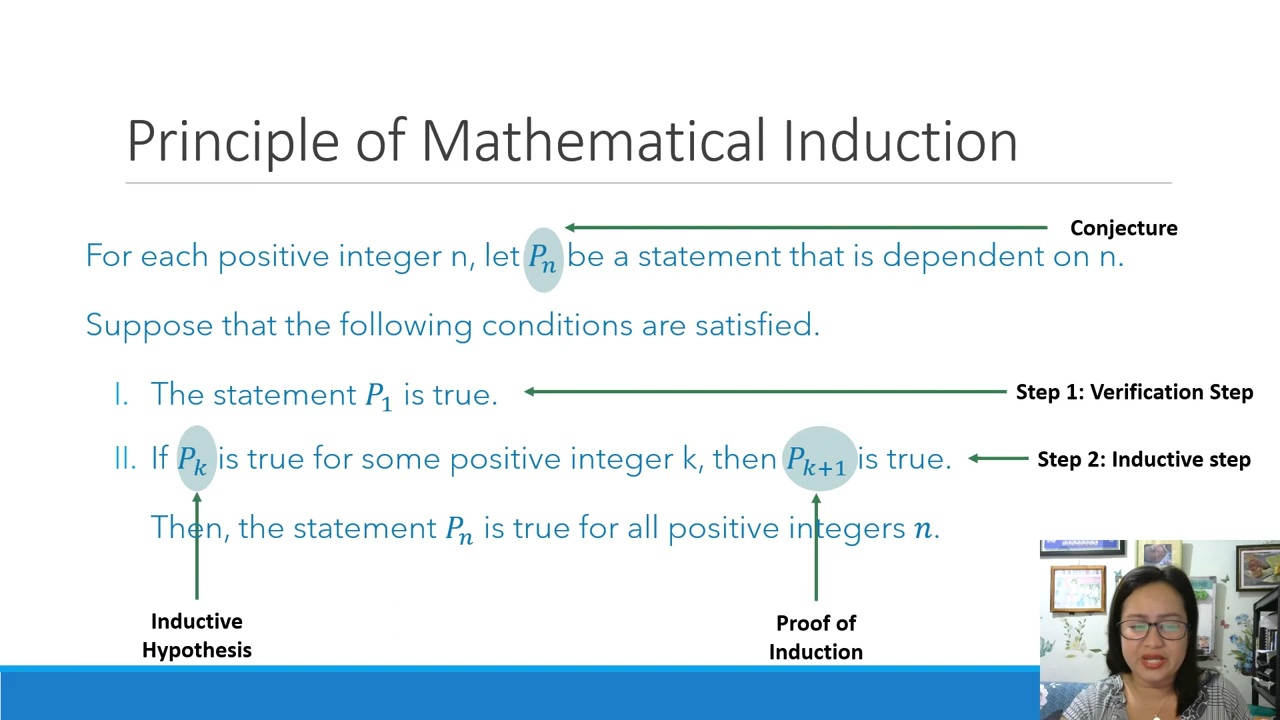 Principle of Mathematical Induction
Conjecture
For each positive integer n, let Pₙ be a statement that is dependent on n.
Suppose that the following conditions are satisfied.
I. The statement P₁ is true.
Step 1: Verification Step
II. If Pₖ is true for some positive integer k, then Pₖ₊₁ is true.
Step 2: Inductive step
Then, the statement Pₙ is true for all positive integers n.
Inductive
Hypothesis
Proof of
Induction